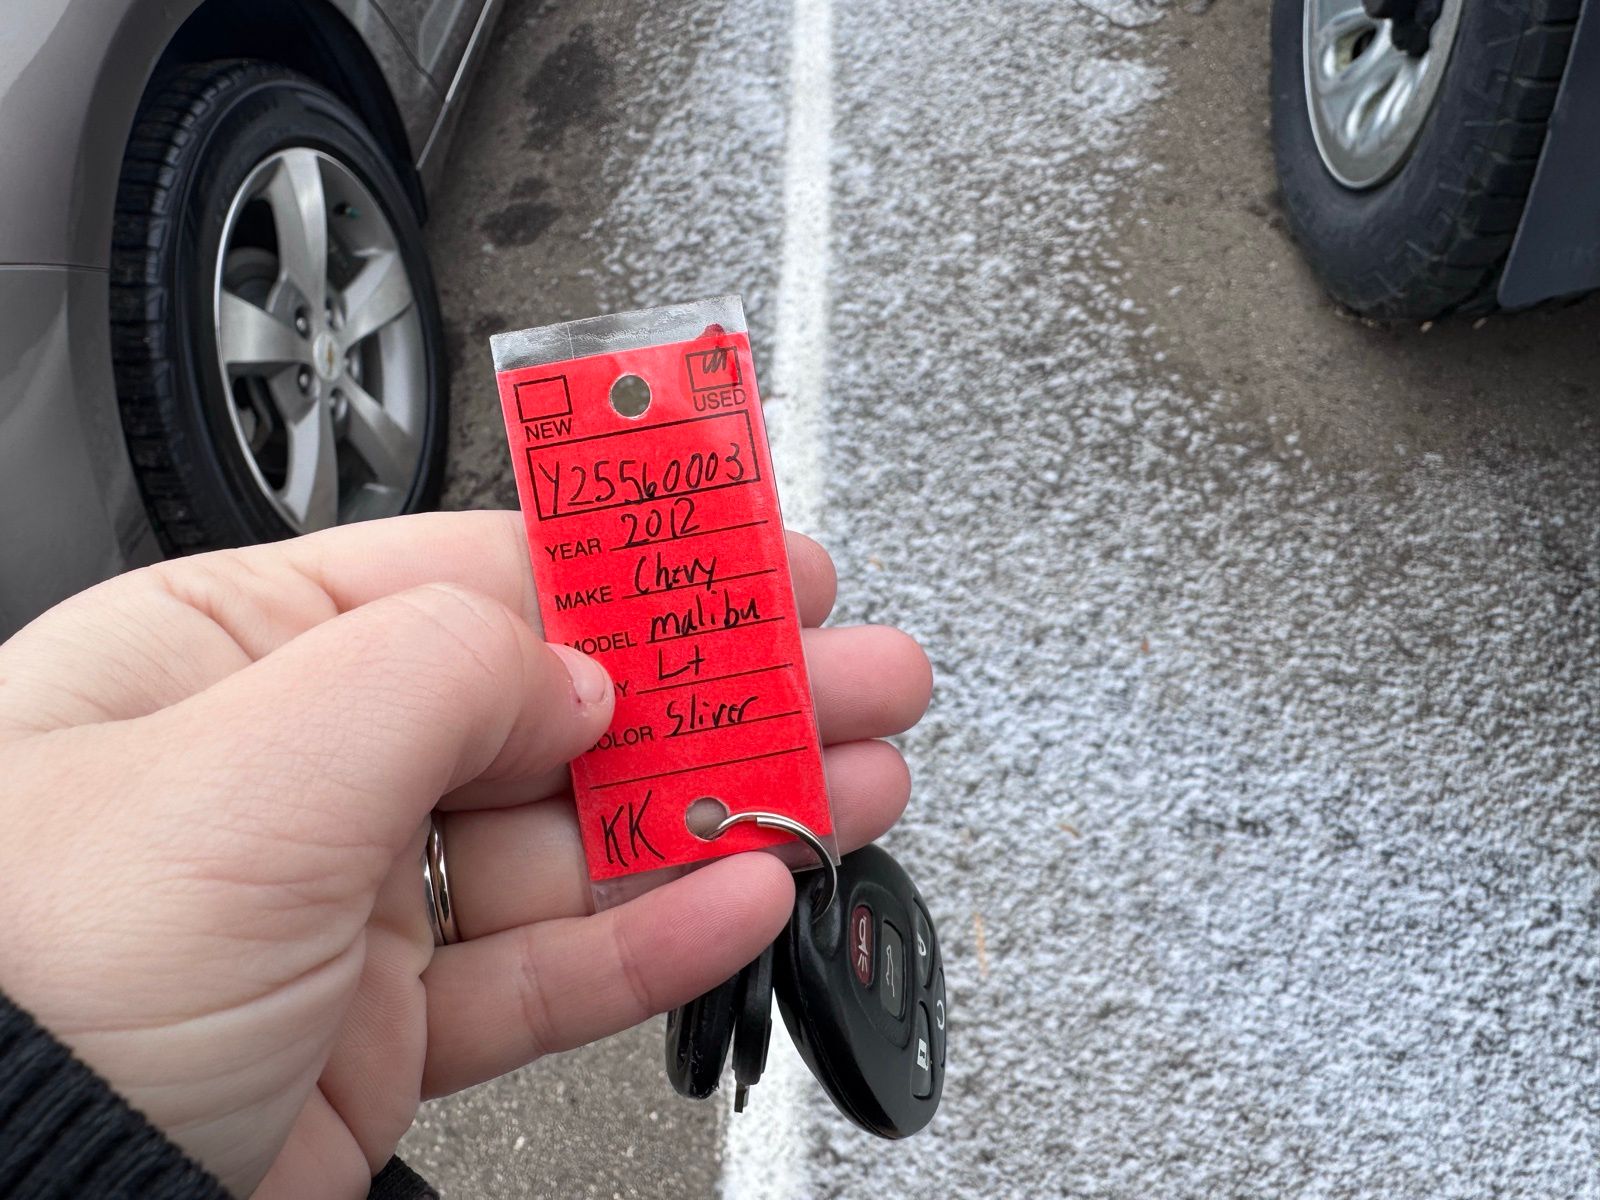 NEW USED
Y25560003
YEAR 2012
MAKE Chevy
MODEL malibu
Y Lt
COLOR Sliver
KK